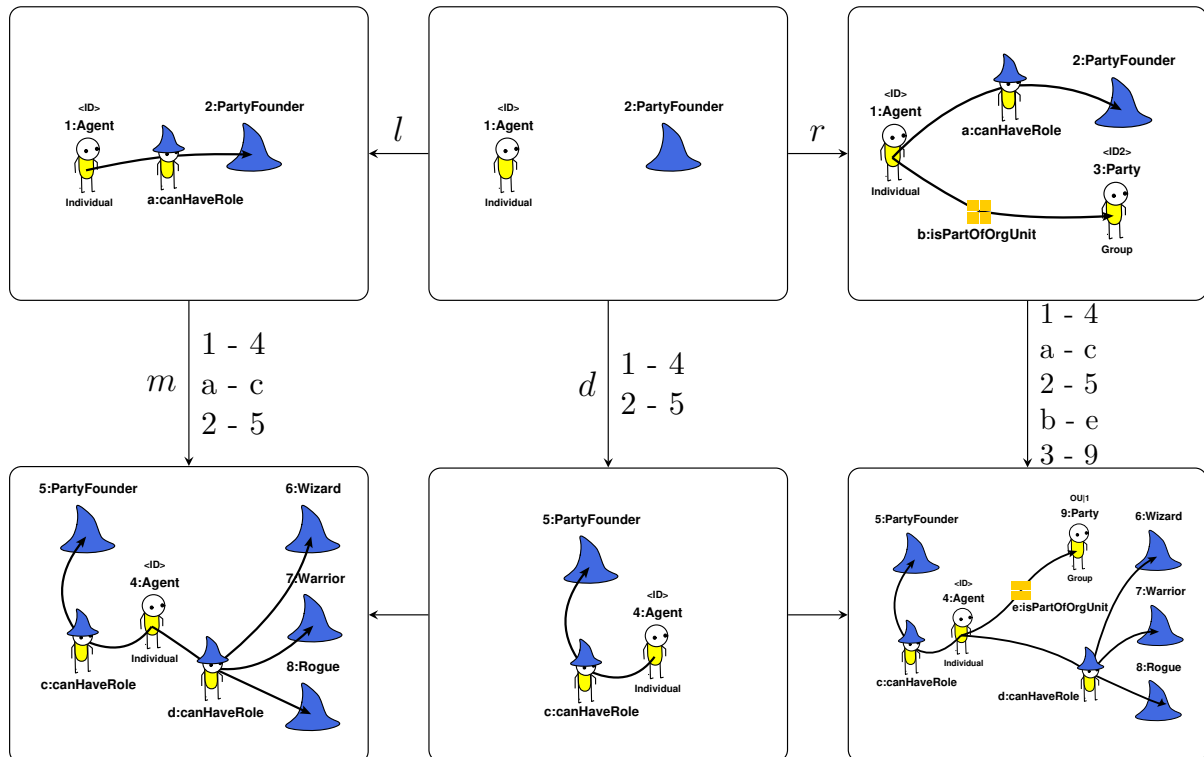 <ID>
1:Agent
2:PartyFounder
Individual
a:canHaveRole
l
<ID>
1:Agent
2:PartyFounder
Individual
r
<ID>
1:Agent
2:PartyFounder
a:canHaveRole
Individual
<ID2>
3:Party
b:isPartOfOrgUnit
Group
m
1 - 4
a - c
2 - 5
d
1 - 4
2 - 5
1 - 4
a - c
2 - 5
b - e
3 - 9
5:PartyFounder
6:Wizard
<ID>
4:Agent
7:Warrior
Individual
c:canHaveRole
8:Rogue
d:canHaveRole
5:PartyFounder
<ID>
4:Agent
Individual
c:canHaveRole
OU|1
9:Party
5:PartyFounder
6:Wizard
Group
<ID>
4:Agent
e:isPartOfOrgUnit
7:Warrior
Individual
c:canHaveRole
8:Rogue
d:canHaveRole